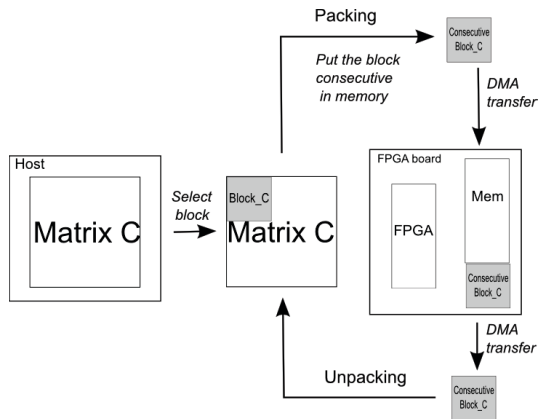 Packing
Put the block
consecutive
in memory
Consecutive
Block_C
DMA
transfer
Host
Matrix C
Select
block
Block_C
Matrix C
FPGA board
FPGA
Mem
Consecutive
Block_C
DMA
transfer
Unpacking
Consecutive
Block_C